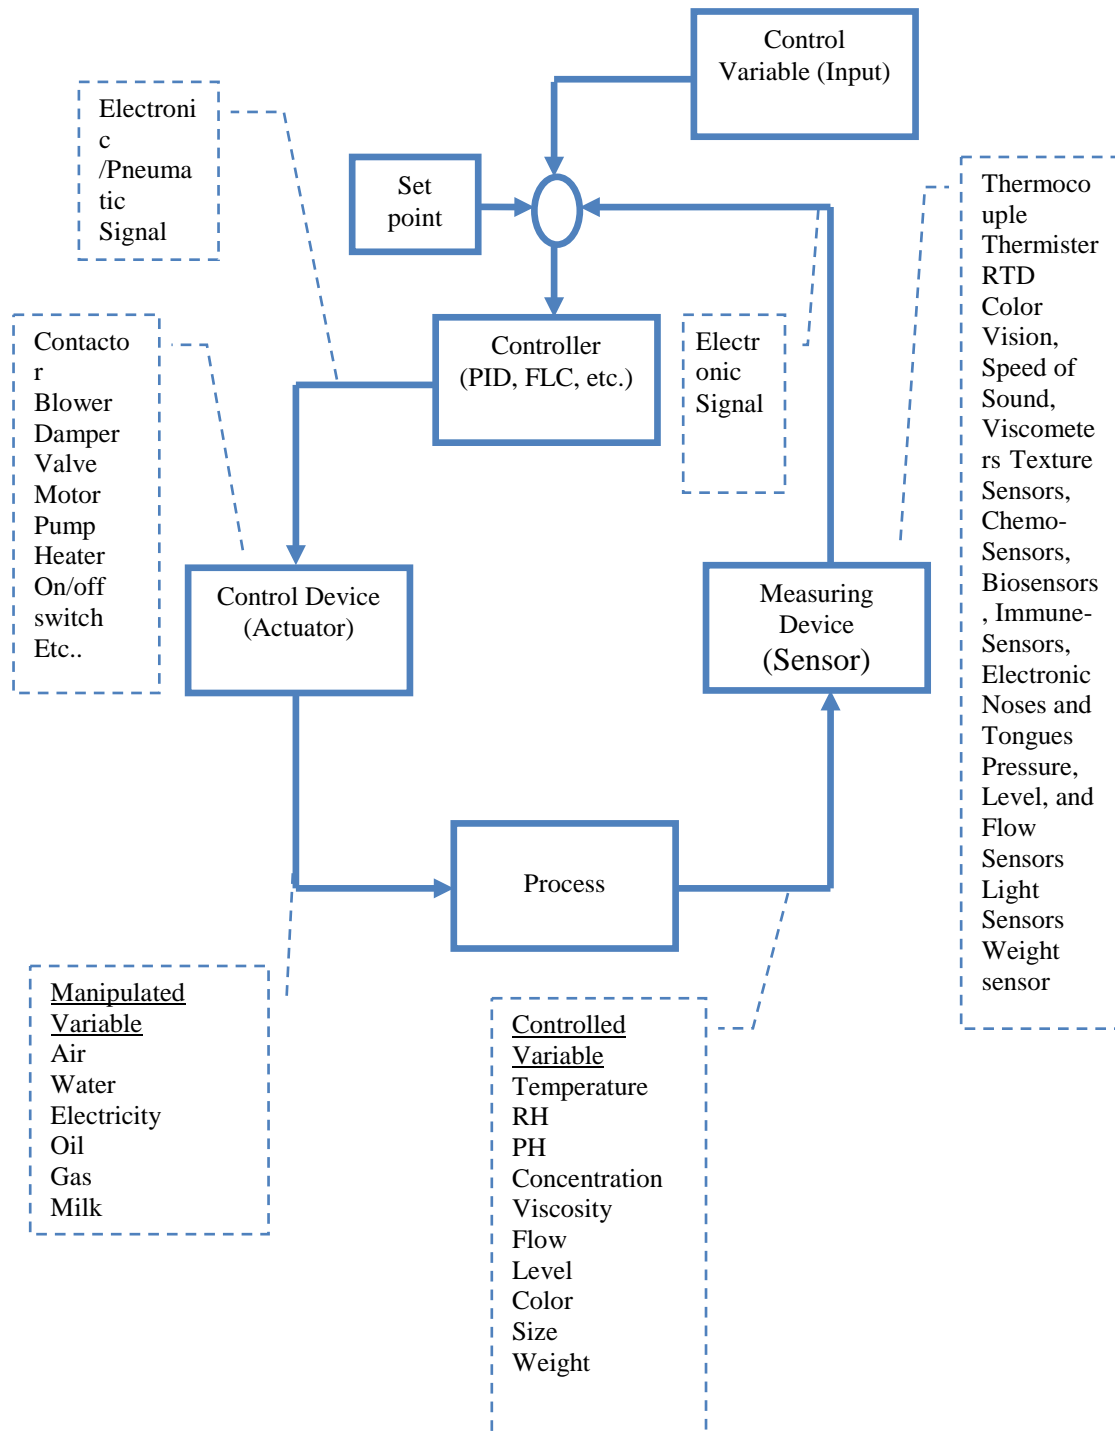 Control
Variable (Input)
Electroni
c
/Pneuma
tic
Signal
Set
point
Thermoco
uple
Thermister
RTD
Color
Vision,
Speed of
Sound,
Viscomete
rs Texture
Sensors,
Chemo-
Sensors,
Biosensors
, Immune-
Sensors,
Electronic
Noses and
Tongues
Pressure,
Level, and
Flow
Sensors
Light
Sensors
Weight
sensor
Contacto
r
Blower
Damper
Valve
Motor
Pump
Heater
On/off
switch
Etc..
Controller
(PID, FLC, etc.)
Electr
onic
Signal
Control Device
(Actuator)
Measuring
Device
(Sensor)
Process
Manipulated
Variable
Air
Water
Electricity
Oil
Gas
Milk
Controlled
Variable
Temperature
RH
PH
Concentration
Viscosity
Flow
Level
Color
Size
Weight